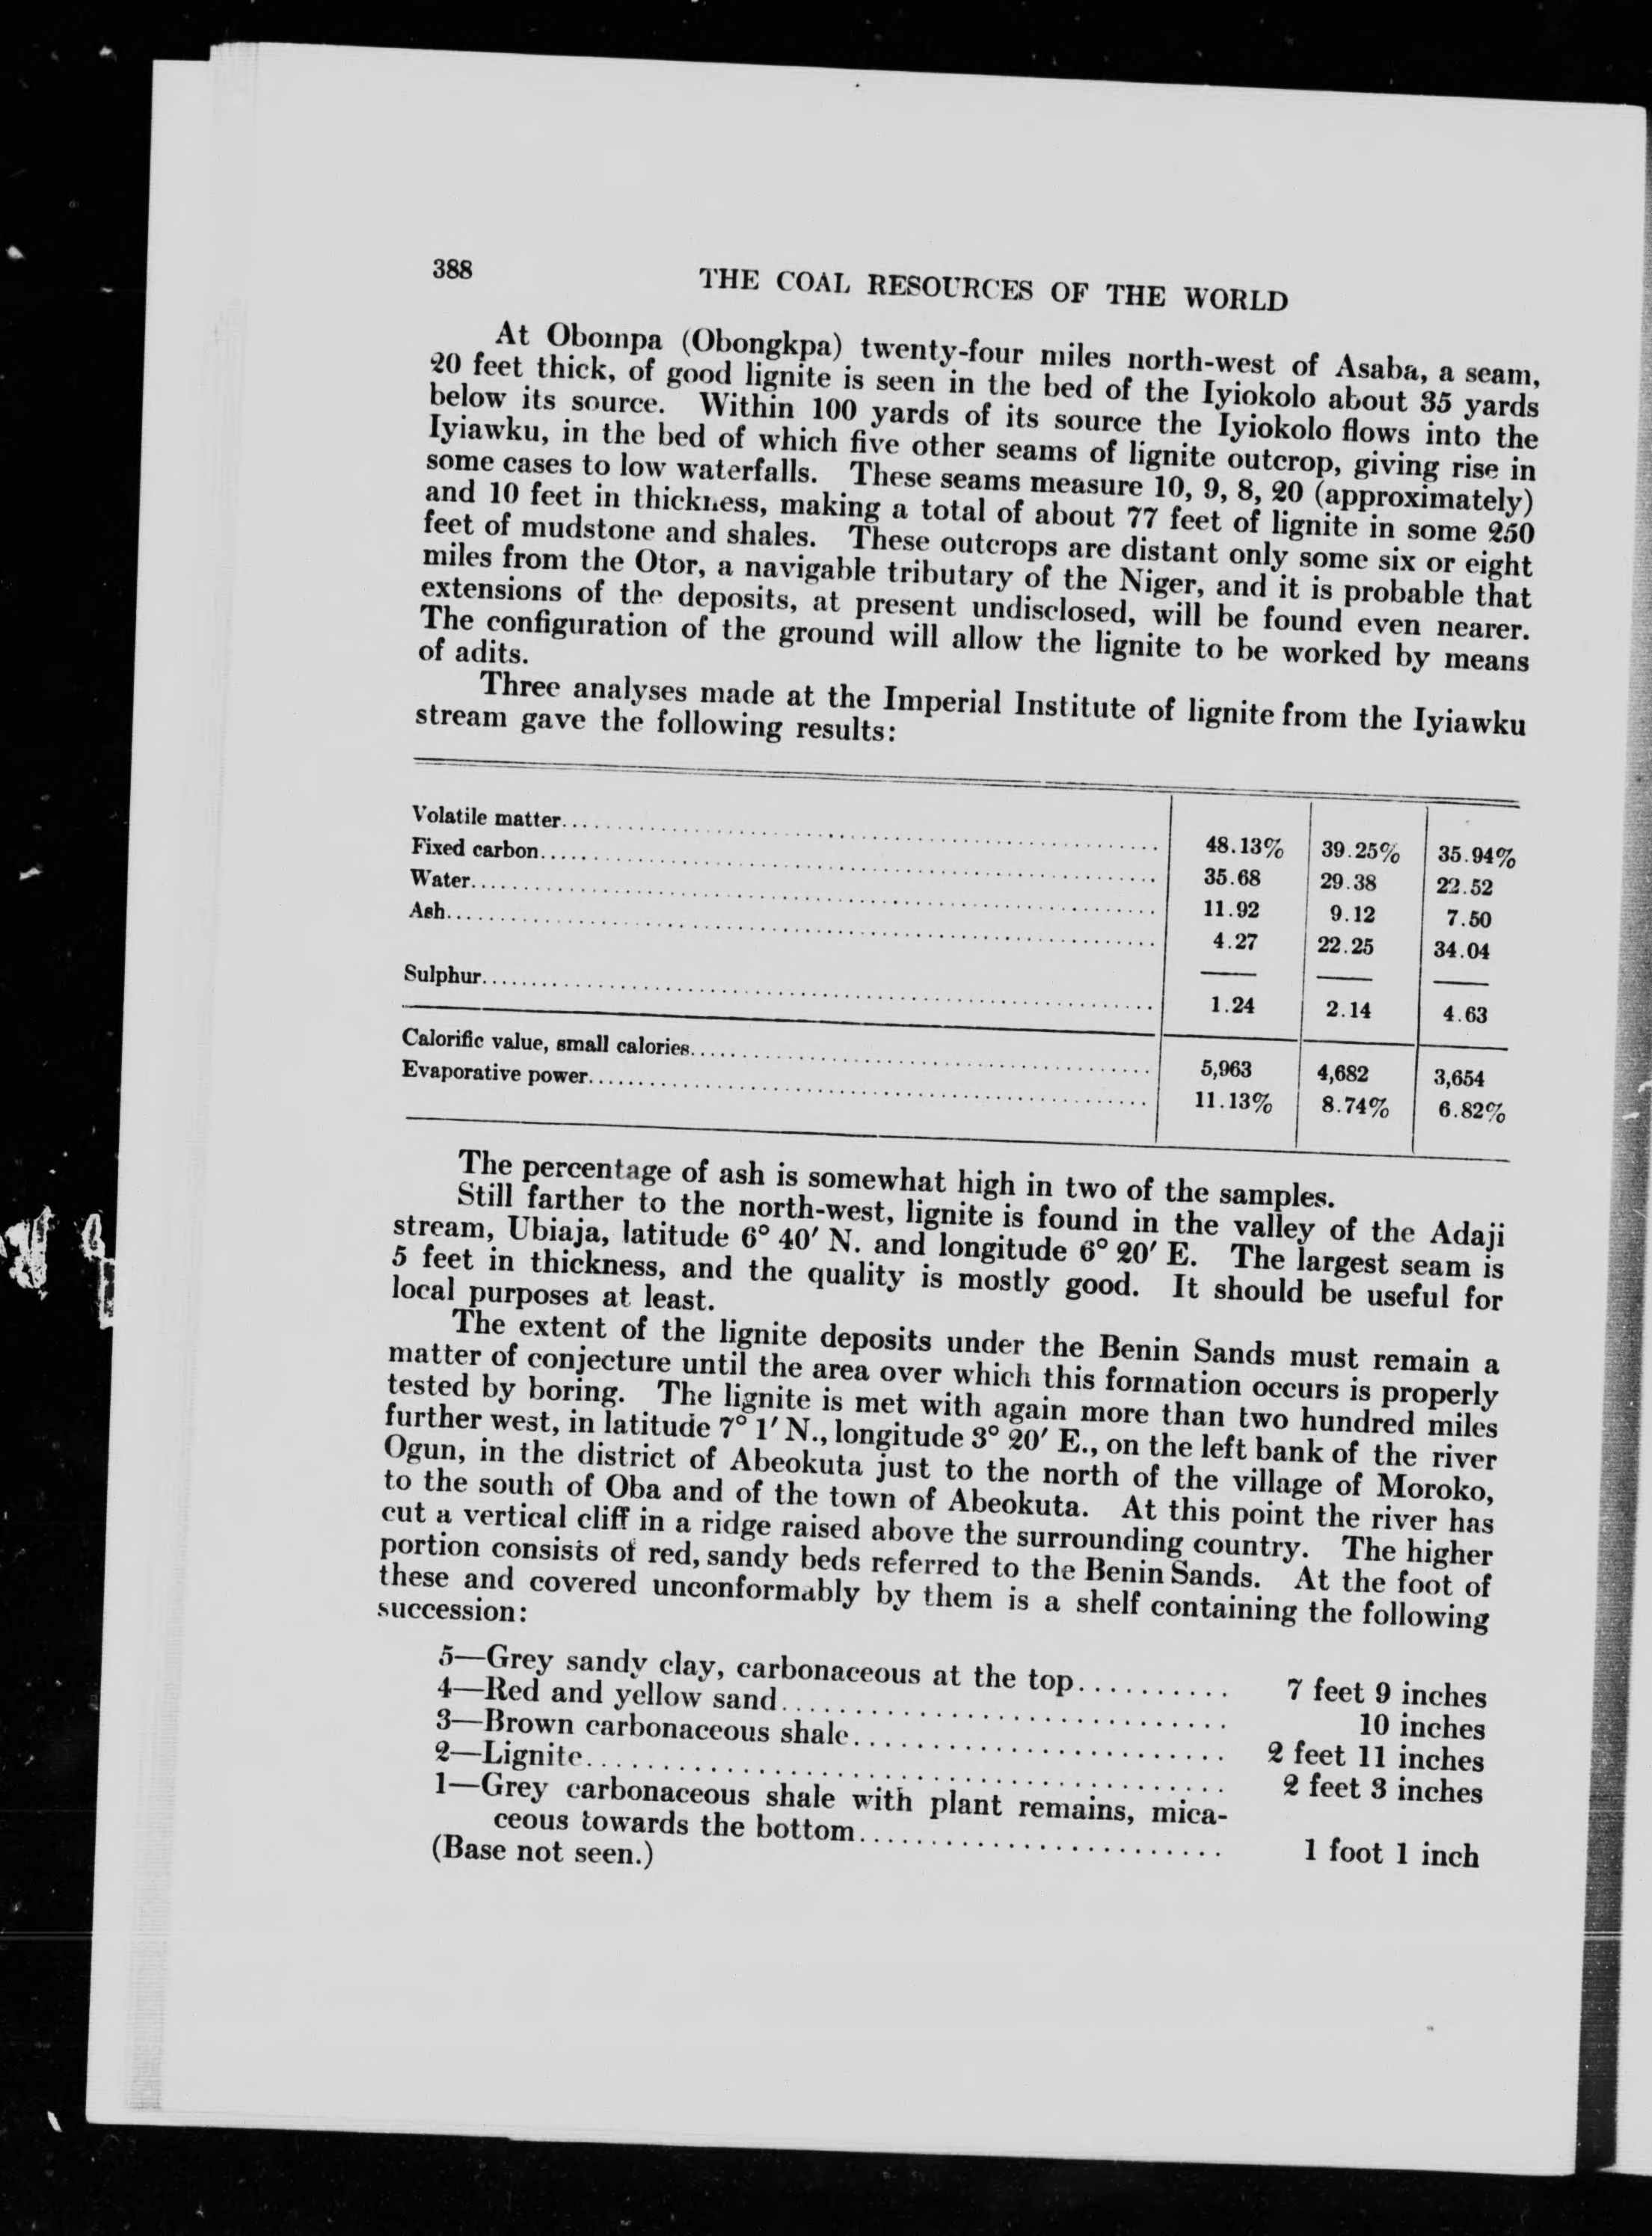 388
THE COAL RESOURCES OF THE WORLD
At Obompa (Obongkpa) twenty-four miles north-west of Asaba, a seam,
20 feet thick, of good lignite is seen in the bed of the Iyiokolo about 35 yards
below its source. Within 100 yards of its source the Iyiokolo flows into the
Iyiawku, in the bed of which five other seams of lignite outcrop, giving rise in
some cases to low waterfalls. These seams measure 10, 9, 8, 20 (approximately)
and 10 feet in thickness, making a total of about 77 feet of lignite in some 250
feet of mudstone and shales. These outcrops are distant only some six or eight
miles from the Otor, a navigable tributary of the Niger, and it is probable that
extensions of the deposits, at present undisclosed, will be found even nearer.
The configuration of the ground will allow the lignite to be worked by means
of adits.
Three analyses made at the Imperial Institute of lignite from the Iyiawku
stream gave the following results:
Volatile matter.......... 48.13% 39.25% 35.94%
Fixed carbon.......... 35.68 29.38 22.52
Water.......... 11.92 9.12 7.50
Ash.......... 4.27 22.25 34.04
Sulphur.......... 1.24 2.14 4.63
Calorific value, small calories.......... 5,963 4,682 3,654
Evaporative power.......... 11.13% 8.74% 6.82%
The percentage of ash is somewhat high in two of the samples.
Still farther to the north-west, lignite is found in the valley of the Adaji
stream, Ubiaja, latitude 6° 40′ N. and longitude 6° 20′ E. The largest seam is
5 feet in thickness, and the quality is mostly good. It should be useful for
local purposes at least.
The extent of the lignite deposits under the Benin Sands must remain a
matter of conjecture until the area over which this formation occurs is properly
tested by boring. The lignite is met with again more than two hundred miles
further west, in latitude 7° 1′ N., longitude 3° 20′ E., on the left bank of the river
Ogun, in the district of Abeokuta just to the north of the village of Moroko,
to the south of Oba and of the town of Abeokuta. At this point the river has
cut a vertical cliff in a ridge raised above the surrounding country. The higher
portion consists of red, sandy beds referred to the Benin Sands. At the foot of
these and covered unconformably by them is a shelf containing the following
succession:
5—Grey sandy clay, carbonaceous at the top.......... 7 feet 9 inches
4—Red and yellow sand.......... 10 inches
3—Brown carbonaceous shale.......... 2 feet 11 inches
2—Lignite.......... 2 feet 3 inches
1—Grey carbonaceous shale with plant remains, mica-
ceous towards the bottom.......... 1 foot 1 inch
(Base not seen.)